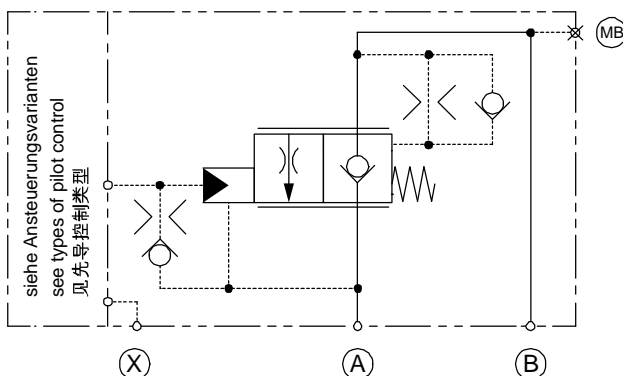 MB
siehe Ansteuerungsvarianten
see types of pilot control
见先导控制类型
X
A
B